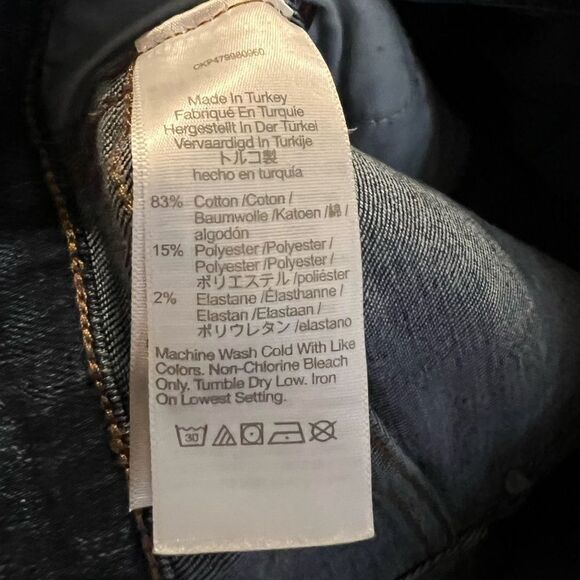 CKP479980960
Made In Turkey
Fabriqué En Turquie
Hergestellt In Der Türkei
Vervaardigd In Turkije
トルコ製
hecho en turquía
83% Cotton /Coton/
Baumwolle /Katoen /綿 /
algodón
15% Polyester /Polyester /
Polyester /Polyester /
ポリエステル /poliéster
2% Elastane /Élasthanne /
Elastan /Elastaan /
ポリウレタン /elastano
Machine Wash Cold With Like
Colors. Non-Chlorine Bleach
Only. Tumble Dry Low. Iron
On Lowest Setting.
30